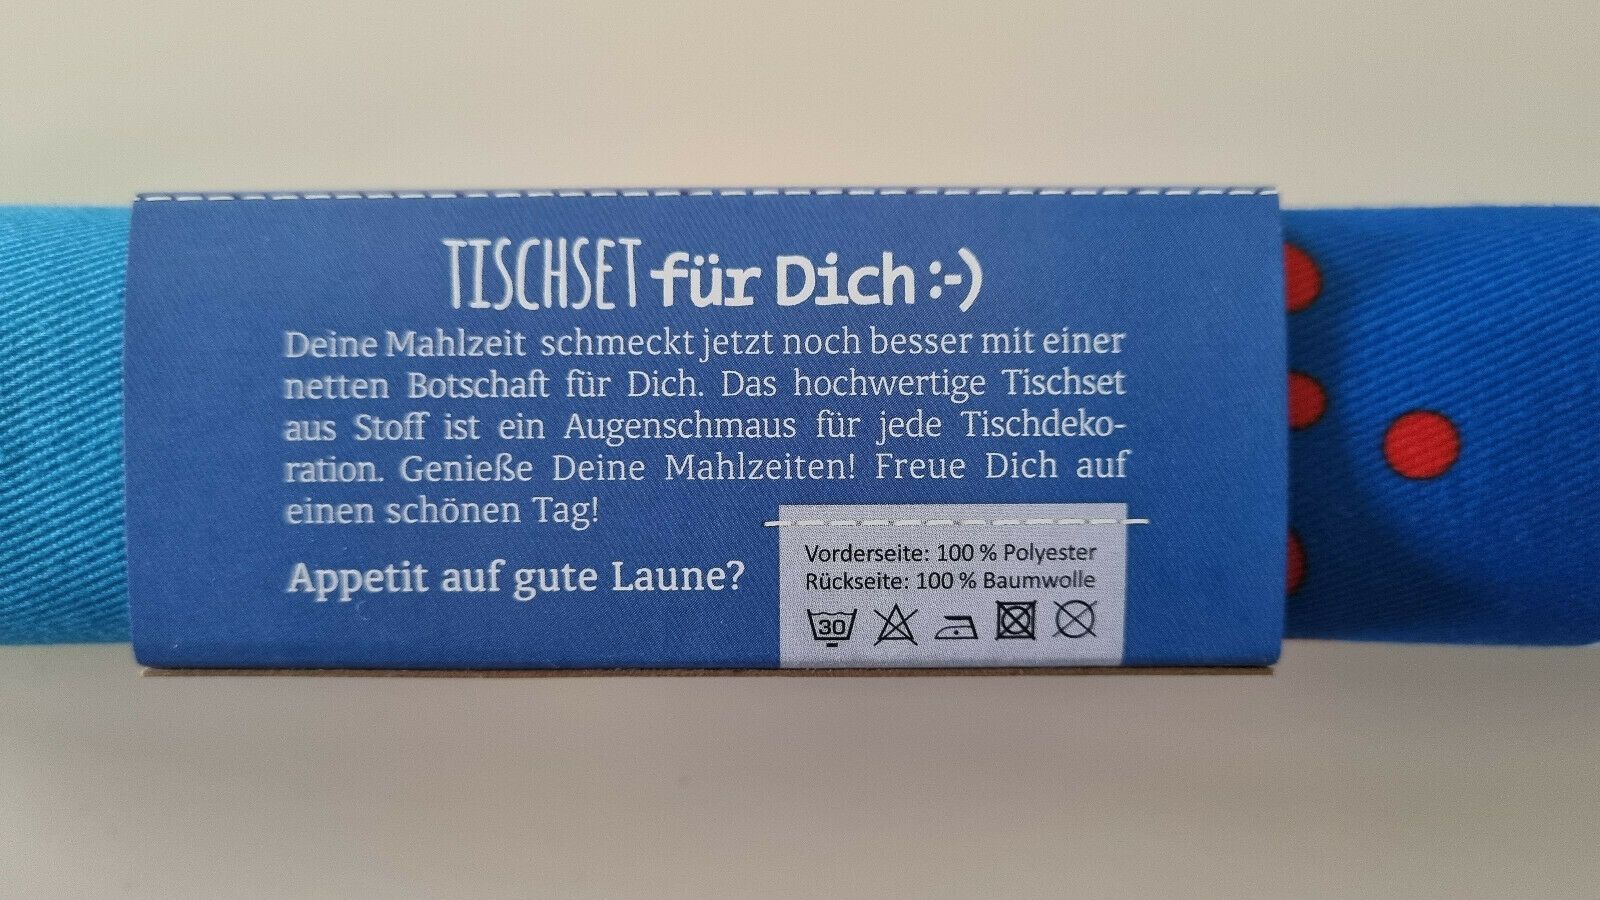 TISCHSET für Dich :-)
Deine Mahlzeit schmeckt jetzt noch besser mit einer
netten Botschaft für Dich. Das hochwertige Tischset
aus Stoff ist ein Augenschmaus für jede Tischdeko-
ration. Genieße Deine Mahlzeiten! Freue Dich auf
einen schönen Tag!
Appetit auf gute Laune?
Vorderseite: 100 % Polyester
Rückseite: 100 % Baumwolle
30